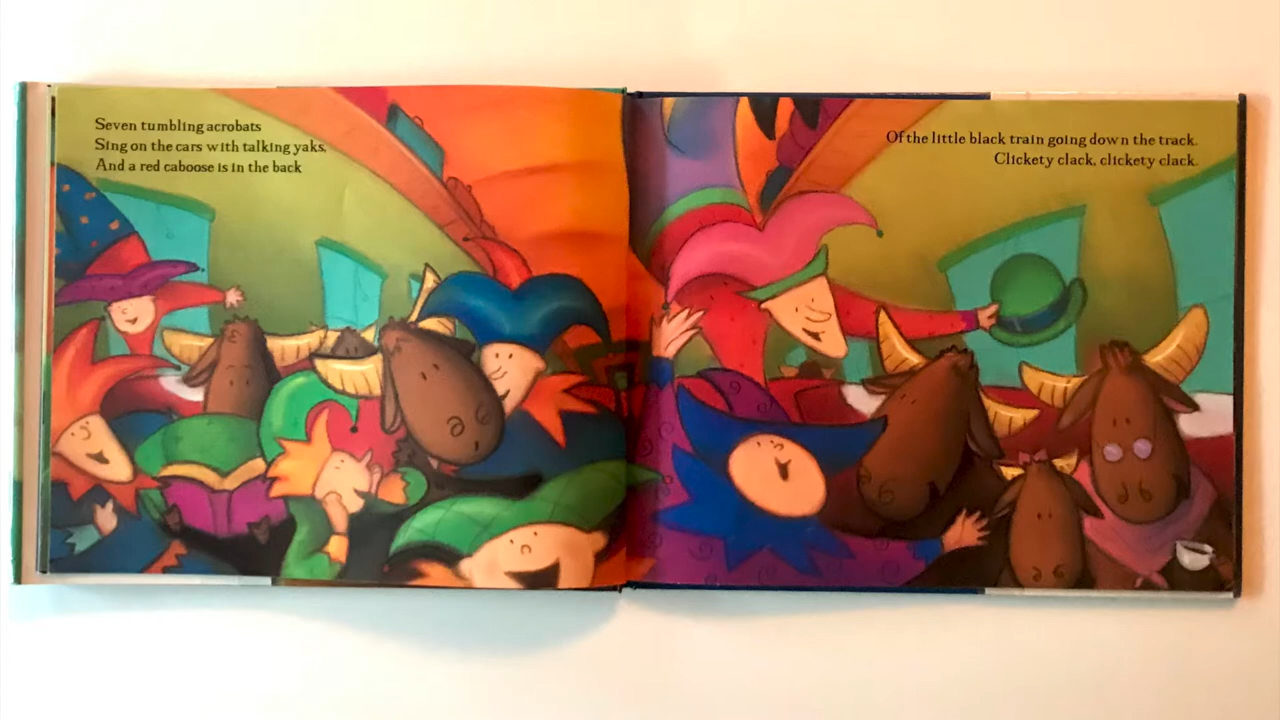 Seven tumbling acrobats
Sing on the cars with talking yaks.
And a red caboose is in the back
Of the little black train going down the track.
Clickety clack, clickety clack.